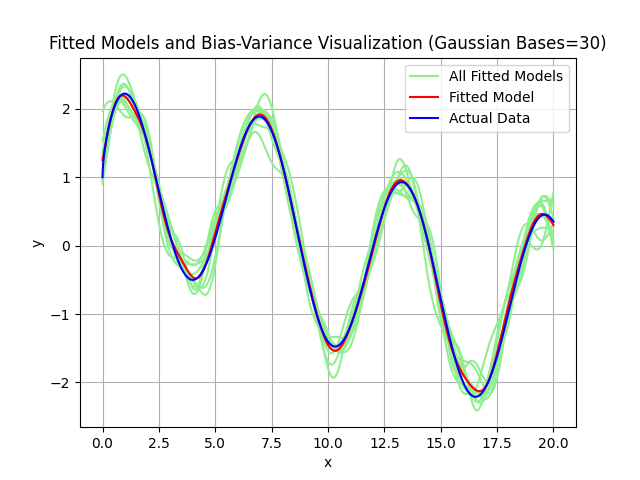 Fitted Models and Bias-Variance Visualization (Gaussian Bases=30)
All Fitted Models
Fitted Model
Actual Data
y
2
1
0
−1
−2
0.0 2.5 5.0 7.5 10.0 12.5 15.0 17.5 20.0
x